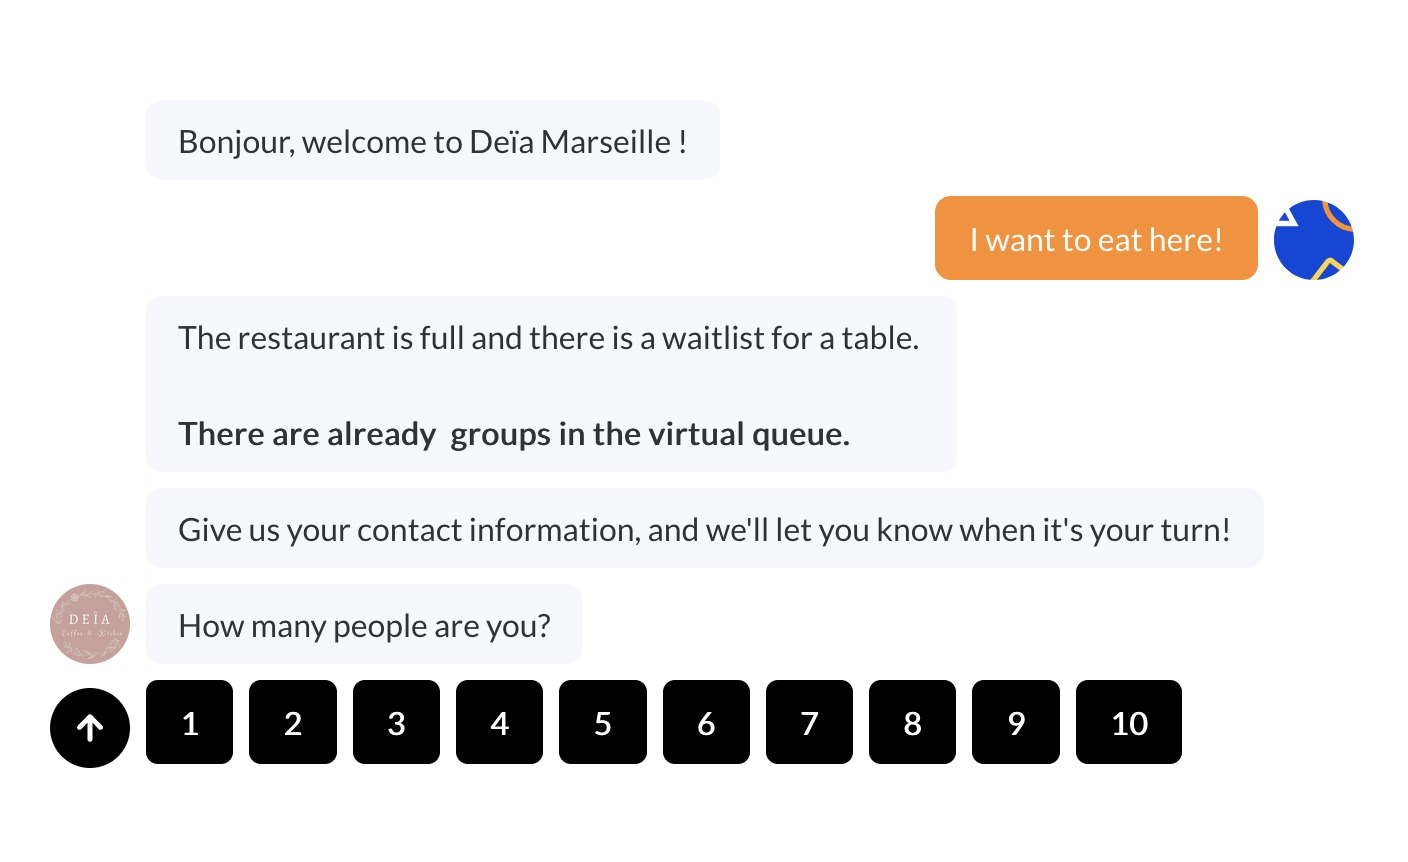 Bonjour, welcome to Deïa Marseille !
I want to eat here!
The restaurant is full and there is a waitlist for a table.
There are already  groups in the virtual queue.
Give us your contact information, and we'll let you know when it's your turn!
DEÏA
Coffee & Kitchen
How many people are you?
1 2 3 4 5 6 7 8 9 10